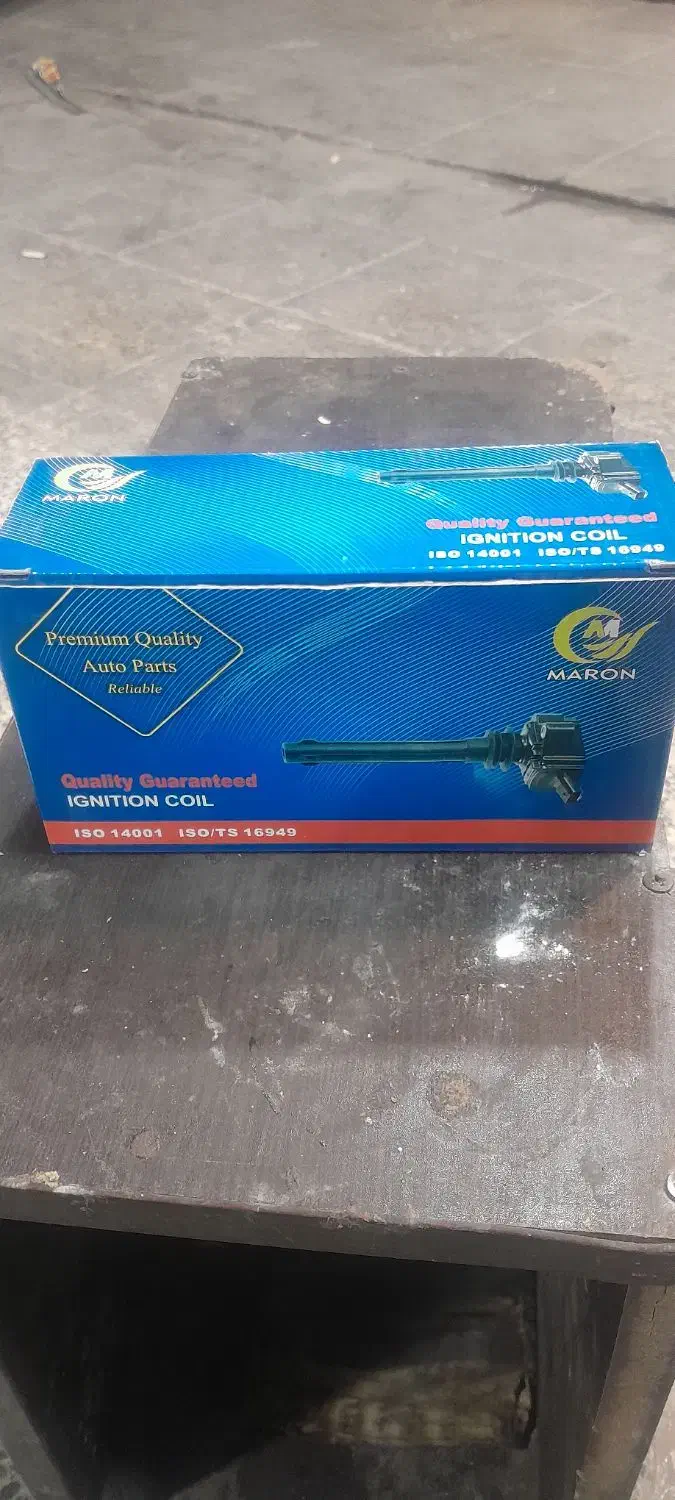 MARON
Quality Guaranteed
IGNITION COIL
ISO 14001 ISO/TS 16949
Premium Quality
Auto Parts
Reliable
M
MARON
Quality Guaranteed
IGNITION COIL
ISO 14001 ISO/TS 16949